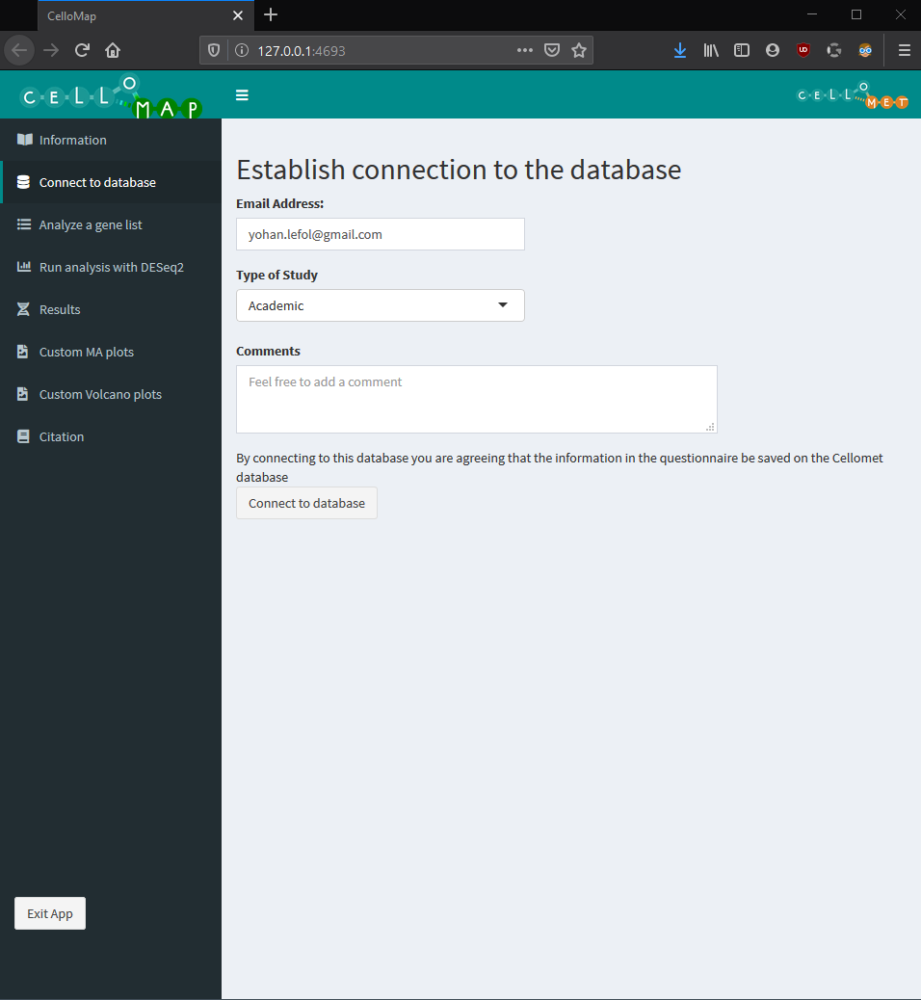 CelloMap
127.0.0.1:4693
C E L L O
M A P
C E L L O
M E T
Information
Connect to database
Analyze a gene list
Run analysis with DESeq2
Results
Custom MA plots
Custom Volcano plots
Citation
Exit App
Establish connection to the database
Email Address:
yohan.lefol@gmail.com
Type of Study
Academic
Comments
Feel free to add a comment
By connecting to this database you are agreeing that the information in the questionnaire be saved on the Cellomet
database
Connect to database